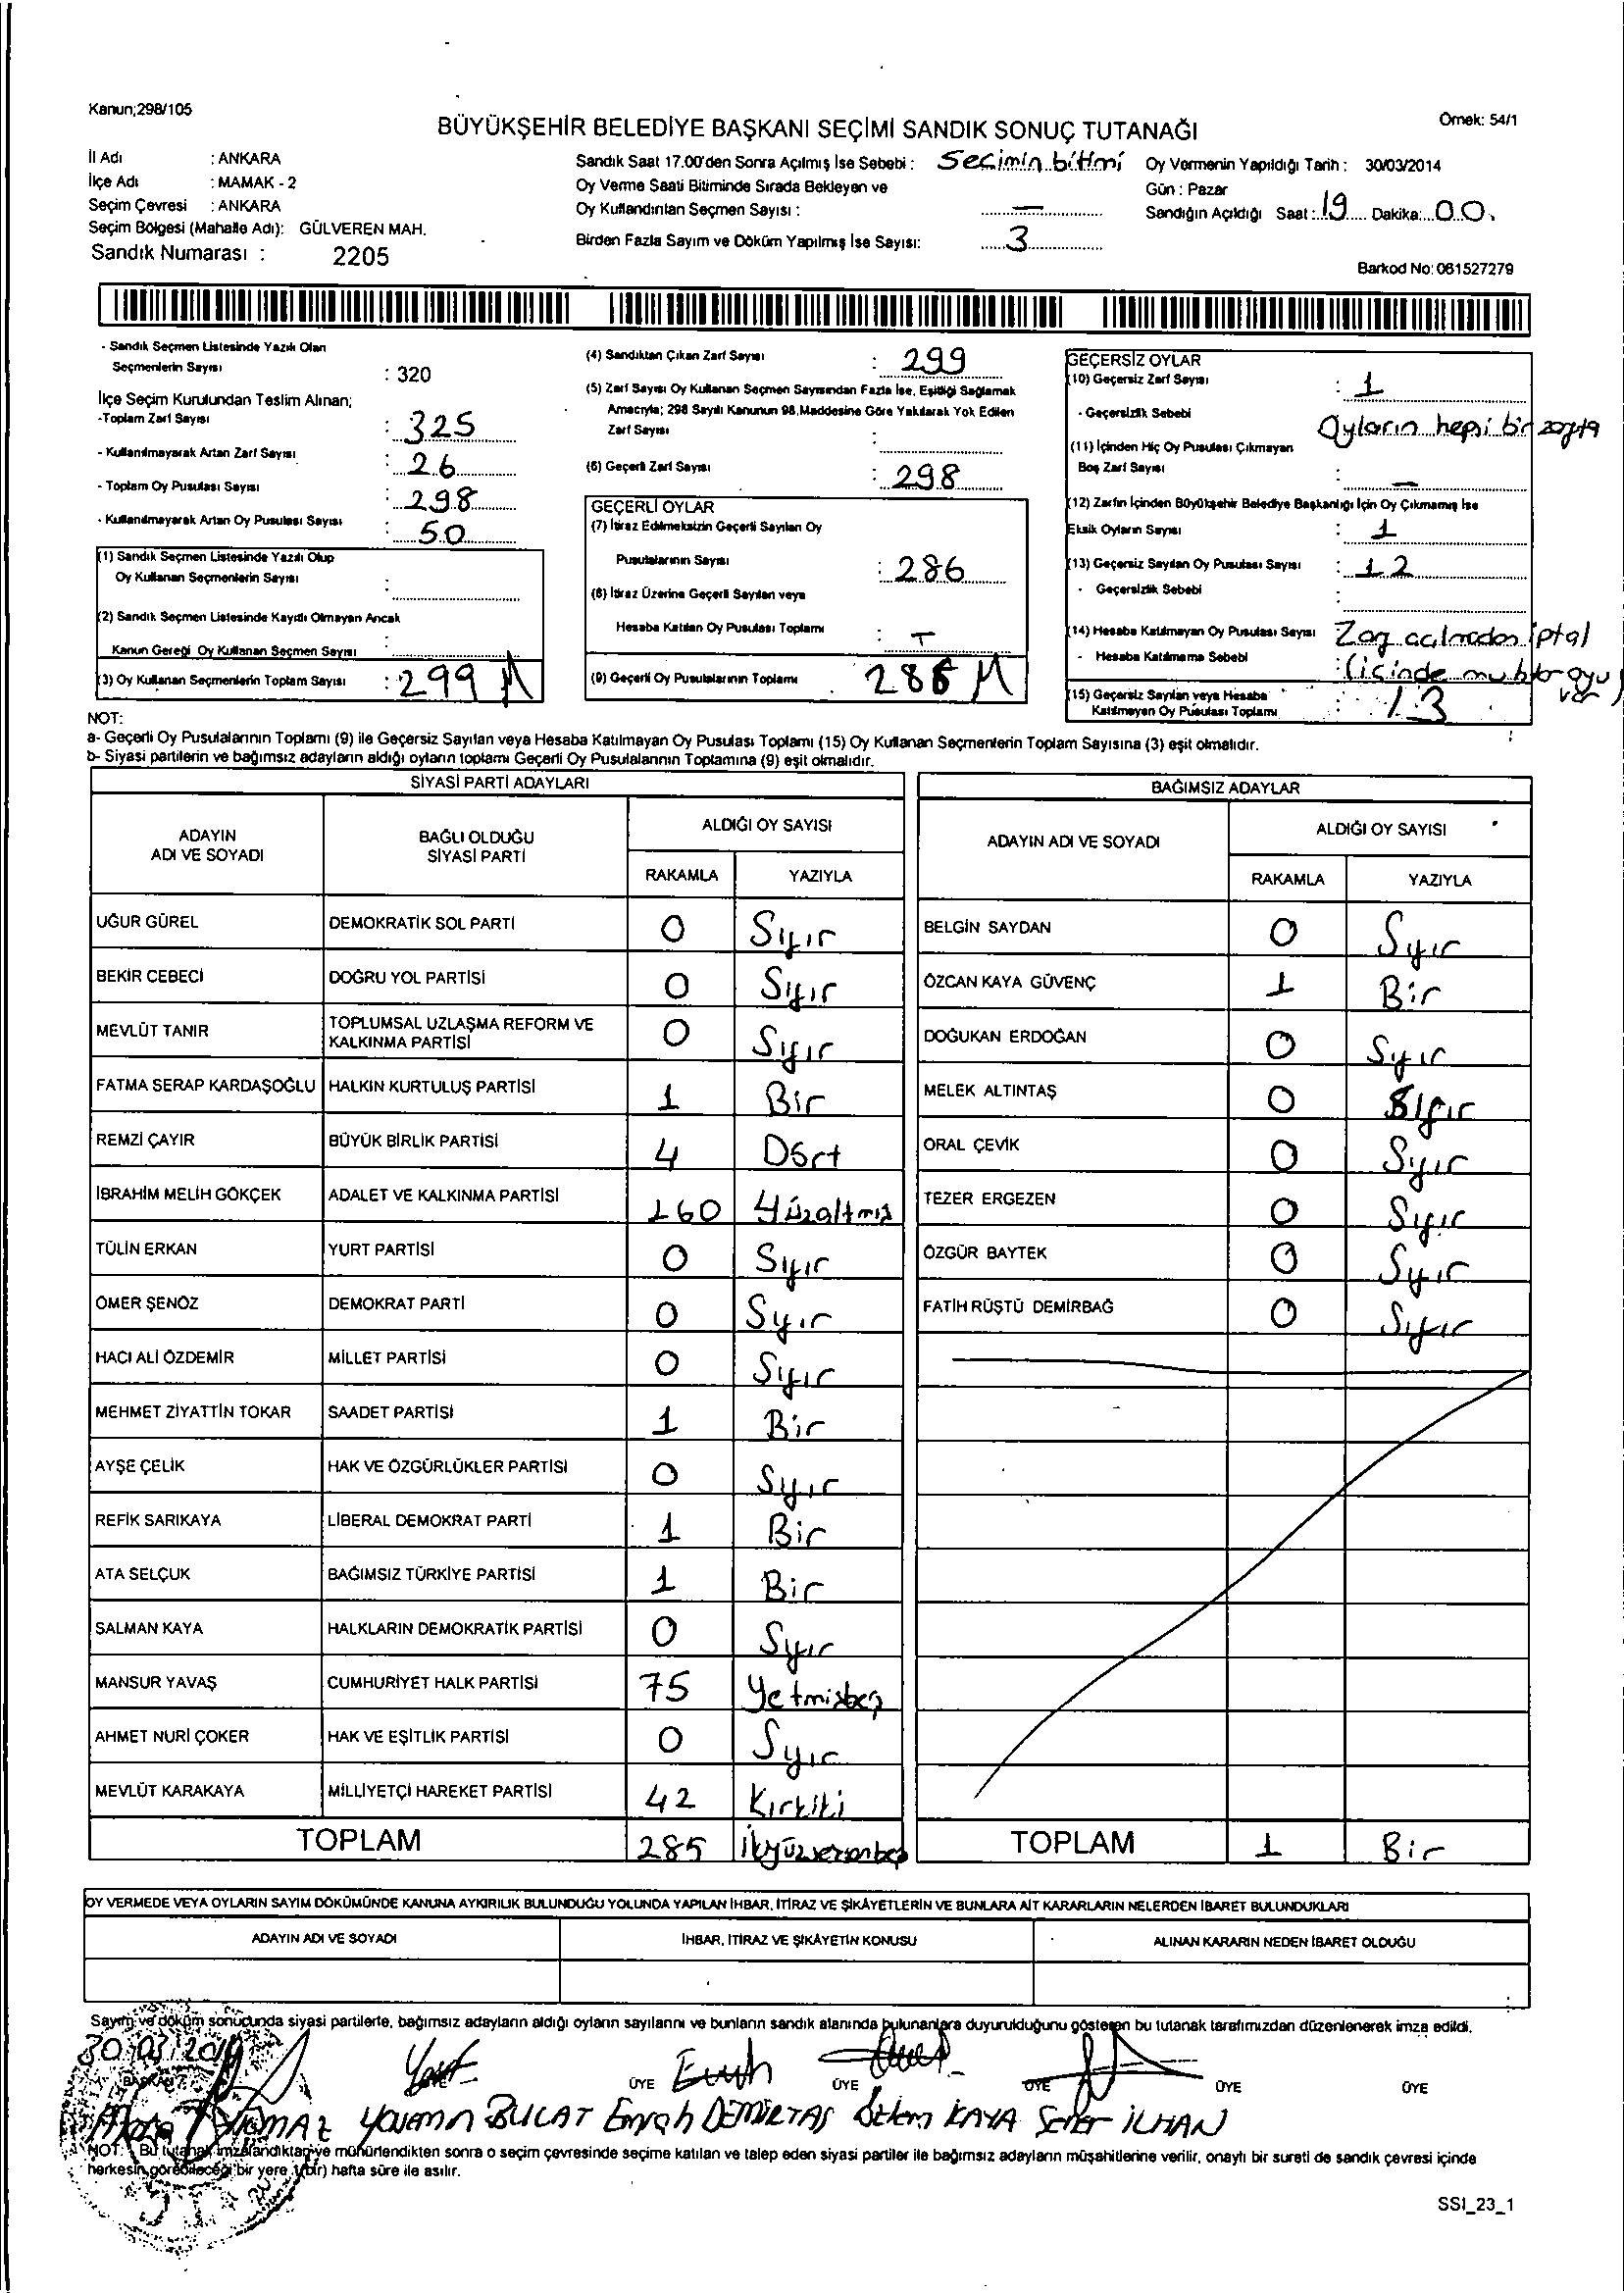 Kanun;298/105
Örnek: 54/1
BÜYÜKŞEHİR BELEDİYE BAŞKANI SEÇİMİ SANDIK SONUÇ TUTANAĞI
İl Adı : ANKARA
İlçe Adı : MAMAK - 2
Seçim Çevresi : ANKARA
Seçim Bölgesi (Mahalle Adı): GÜLVEREN MAH.
Sandık Numarası : 2205
Sandık Saat 17.00'den Sonra Açılmış İse Sebebi : Seçimin bitimi
Oy Verme Saati Bitiminde Sırada Bekleyen ve
Oy Kullandırılan Seçmen Sayısı : —
Birden Fazla Sayım ve Döküm Yapılmış İse Sayısı: 3
Oy Vermenin Yapıldığı Tarih : 30/03/2014
Gün : Pazar
Sandığın Açıldığı Saat : 19 Dakika: 00.
Barkod No: 061527279
- Sandık Seçmen Listesinde Yazılı Olan
Seçmenlerin Sayısı : 320
İlçe Seçim Kurulundan Teslim Alınan;
-Toplam Zarf Sayısı : 325
- Kullanılmayarak Artan Zarf Sayısı : 26
- Toplam Oy Pusulası Sayısı : 298
- Kullanılmayarak Artan Oy Pusulası Sayısı : 50
(1) Sandık Seçmen Listesinde Yazılı Olup
Oy Kullanan Seçmenlerin Sayısı :
(2) Sandık Seçmen Listesinde Kayıtlı Olmayan Ancak
Kanun Gereği Oy Kullanan Seçmen Sayısı :
(3) Oy Kullanan Seçmenlerin Toplam Sayısı : 299
(4) Sandıktan Çıkan Zarf Sayısı : 299
(5) Zarf Sayısı Oy Kullanan Seçmen Sayısından Fazla İse, Eşitliği Sağlamak
Amacıyla; 298 Sayılı Kanunun 98.Maddesine Göre Yakılarak Yok Edilen
Zarf Sayısı :
(6) Geçerli Zarf Sayısı : 298
GEÇERLİ OYLAR
(7) İtiraz Edilmeksizin Geçerli Sayılan Oy
Pusulalarının Sayısı : 286
(8) İtiraz Üzerine Geçerli Sayılan veya
Hesaba Katılan Oy Pusulası Toplamı :
(9) Geçerli Oy Pusulalarının Toplamı : 286
GEÇERSİZ OYLAR
(10) Geçersiz Zarf Sayısı : 1
- Geçersizlik Sebebi Oyların hepsi bir zarfta
(11) İçinden Hiç Oy Pusulası Çıkmayan
Boş Zarf Sayısı : —
(12) Zarfın İçinden Büyükşehir Belediye Başkanlığı İçin Oy Çıkmamış İse
Eksik Oyların Sayısı : 1
(13) Geçersiz Sayılan Oy Pusulası Sayısı : 12
- Geçersizlik Sebebi :
(14) Hesaba Katılmayan Oy Pusulası Sayısı Zarf açılmadan iptal
- Hesaba Katılmama Sebebi : (içinde muhtar oyu var)
(15) Geçersiz Sayılan veya Hesaba
Katılmayan Oy Pusulası Toplamı : 13
NOT:
a- Geçerli Oy Pusulalarının Toplamı (9) ile Geçersiz Sayılan veya Hesaba Katılmayan Oy Pusulası Toplamı (15) Oy Kullanan Seçmenlerin Toplam Sayısına (3) eşit olmalıdır.
b- Siyasi partilerin ve bağımsız adayların aldığı oyların toplamı Geçerli Oy Pusulalarının Toplamına (9) eşit olmalıdır.
SİYASİ PARTİ ADAYLARI
ADAYIN ADI VE SOYADI BAĞLI OLDUĞU SİYASİ PARTİ ALDIĞI OY SAYISI
RAKAMLA YAZIYLA
UĞUR GÜREL DEMOKRATİK SOL PARTİ 0 Sıfır
BEKİR CEBECİ DOĞRU YOL PARTİSİ 0 Sıfır
MEVLÜT TANIR TOPLUMSAL UZLAŞMA REFORM VE KALKINMA PARTİSİ 0 Sıfır
FATMA SERAP KARDAŞOĞLU HALKIN KURTULUŞ PARTİSİ 1 Bir
REMZİ ÇAYIR BÜYÜK BİRLİK PARTİSİ 4 Dört
İBRAHİM MELİH GÖKÇEK ADALET VE KALKINMA PARTİSİ 160 Yüzaltmış
TÜLİN ERKAN YURT PARTİSİ 0 Sıfır
ÖMER ŞENÖZ DEMOKRAT PARTİ 0 Sıfır
HACI ALİ ÖZDEMİR MİLLET PARTİSİ 0 Sıfır
MEHMET ZİYATTİN TOKAR SAADET PARTİSİ 1 Bir
AYŞE ÇELİK HAK VE ÖZGÜRLÜKLER PARTİSİ 0 Sıfır
REFİK SARIKAYA LİBERAL DEMOKRAT PARTİ 1 Bir
ATA SELÇUK BAĞIMSIZ TÜRKİYE PARTİSİ 1 Bir
SALMAN KAYA HALKLARIN DEMOKRATİK PARTİSİ 0 Sıfır
MANSUR YAVAŞ CUMHURİYET HALK PARTİSİ 75 Yetmişbeş
AHMET NURİ ÇOKER HAK VE EŞİTLİK PARTİSİ 0 Sıfır
MEVLÜT KARAKAYA MİLLİYETÇİ HAREKET PARTİSİ 42 Kırkiki
TOPLAM 285
BAĞIMSIZ ADAYLAR
ADAYIN ADI VE SOYADI ALDIĞI OY SAYISI
RAKAMLA YAZIYLA
BELGİN SAYDAN 0 Sıfır
ÖZCAN KAYA GÜVENÇ 1 Bir
DOĞUKAN ERDOĞAN 0 Sıfır
MELEK ALTINTAŞ 0 Sıfır
ORAL ÇEVİK 0 Sıfır
TEZER ERGEZEN 0 Sıfır
ÖZGÜR BAYTEK 0 Sıfır
FATİH RÜŞTÜ DEMİRBAĞ 0 Sıfır
TOPLAM 1 Bir
OY VERMEDE VEYA OYLARIN SAYIM DÖKÜMÜNDE KANUNA AYKIRILIK BULUNDUĞU YOLUNDA YAPILAN İHBAR, İTİRAZ VE ŞİKÂYETLERİN VE BUNLARA AİT KARARLARIN NELERDEN İBARET BULUNDUKLARI
ADAYIN ADI VE SOYADI İHBAR, İTİRAZ VE ŞİKÂYETİN KONUSU ALINAN KARARIN NEDEN İBARET OLDUĞU
Sayım ve döküm sonucunda siyasi partilerle, bağımsız adayların aldığı oyların sayılarını ve bunların sandık alanında bulunanlara duyurulduğunu gösteren bu tutanak tarafımızdan düzenlenerek imza edildi.
30.03.2014
BAŞKAN ÜYE ÜYE ÜYE ÜYE ÜYE
YILMAZ BULAT Emrah DEMİRTAŞ Özlem KAYA Sener İLHAN
NOT: Bu tutanak imzalandıktan ve mühürlendikten sonra o seçim çevresinde seçime katılan ve talep eden siyasi partiler ile bağımsız adayların müşahitlerine verilir, onaylı bir sureti de sandık çevresi içinde
herkesin görebileceği bir yere 1(bir) hafta süre ile asılır.
SSI_23_1